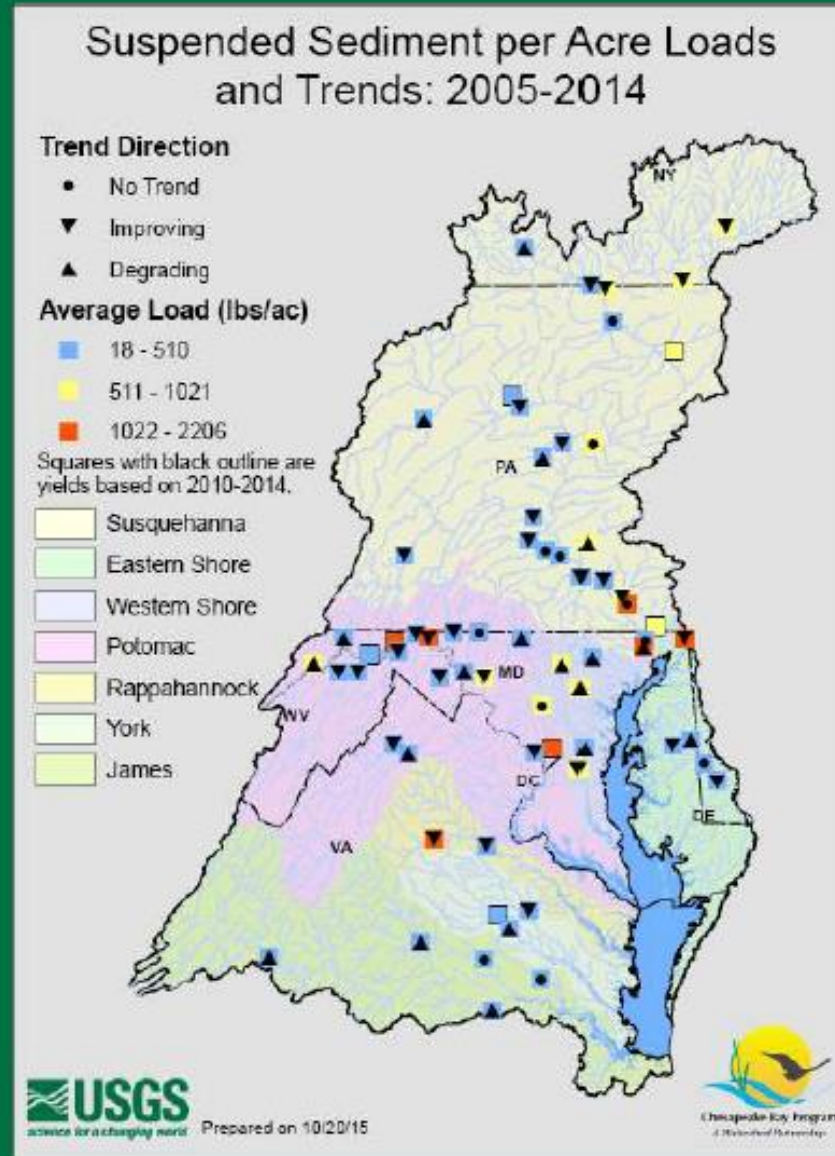 Suspended Sediment per Acre Loads
and Trends: 2005-2014
Trend Direction
No Trend
Improving
Degrading
Average Load (lbs/ac)
18 - 510
511 - 1021
1022 - 2206
Squares with black outline are
yields based on 2010-2014.
Susquehanna
Eastern Shore
Western Shore
Potomac
Rappahannock
York
James
NY
PA
MD
WV
DC
DE
VA
USGS
science for a changing world
Prepared on 10/20/15
Chesapeake Bay Program
A Watershed Partnership